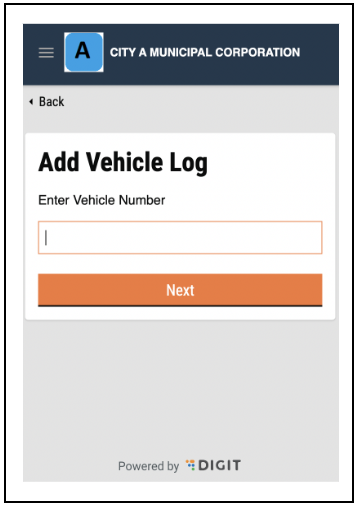 A CITY A MUNICIPAL CORPORATION
Back
Add Vehicle Log
Enter Vehicle Number
Next
Powered by DIGIT